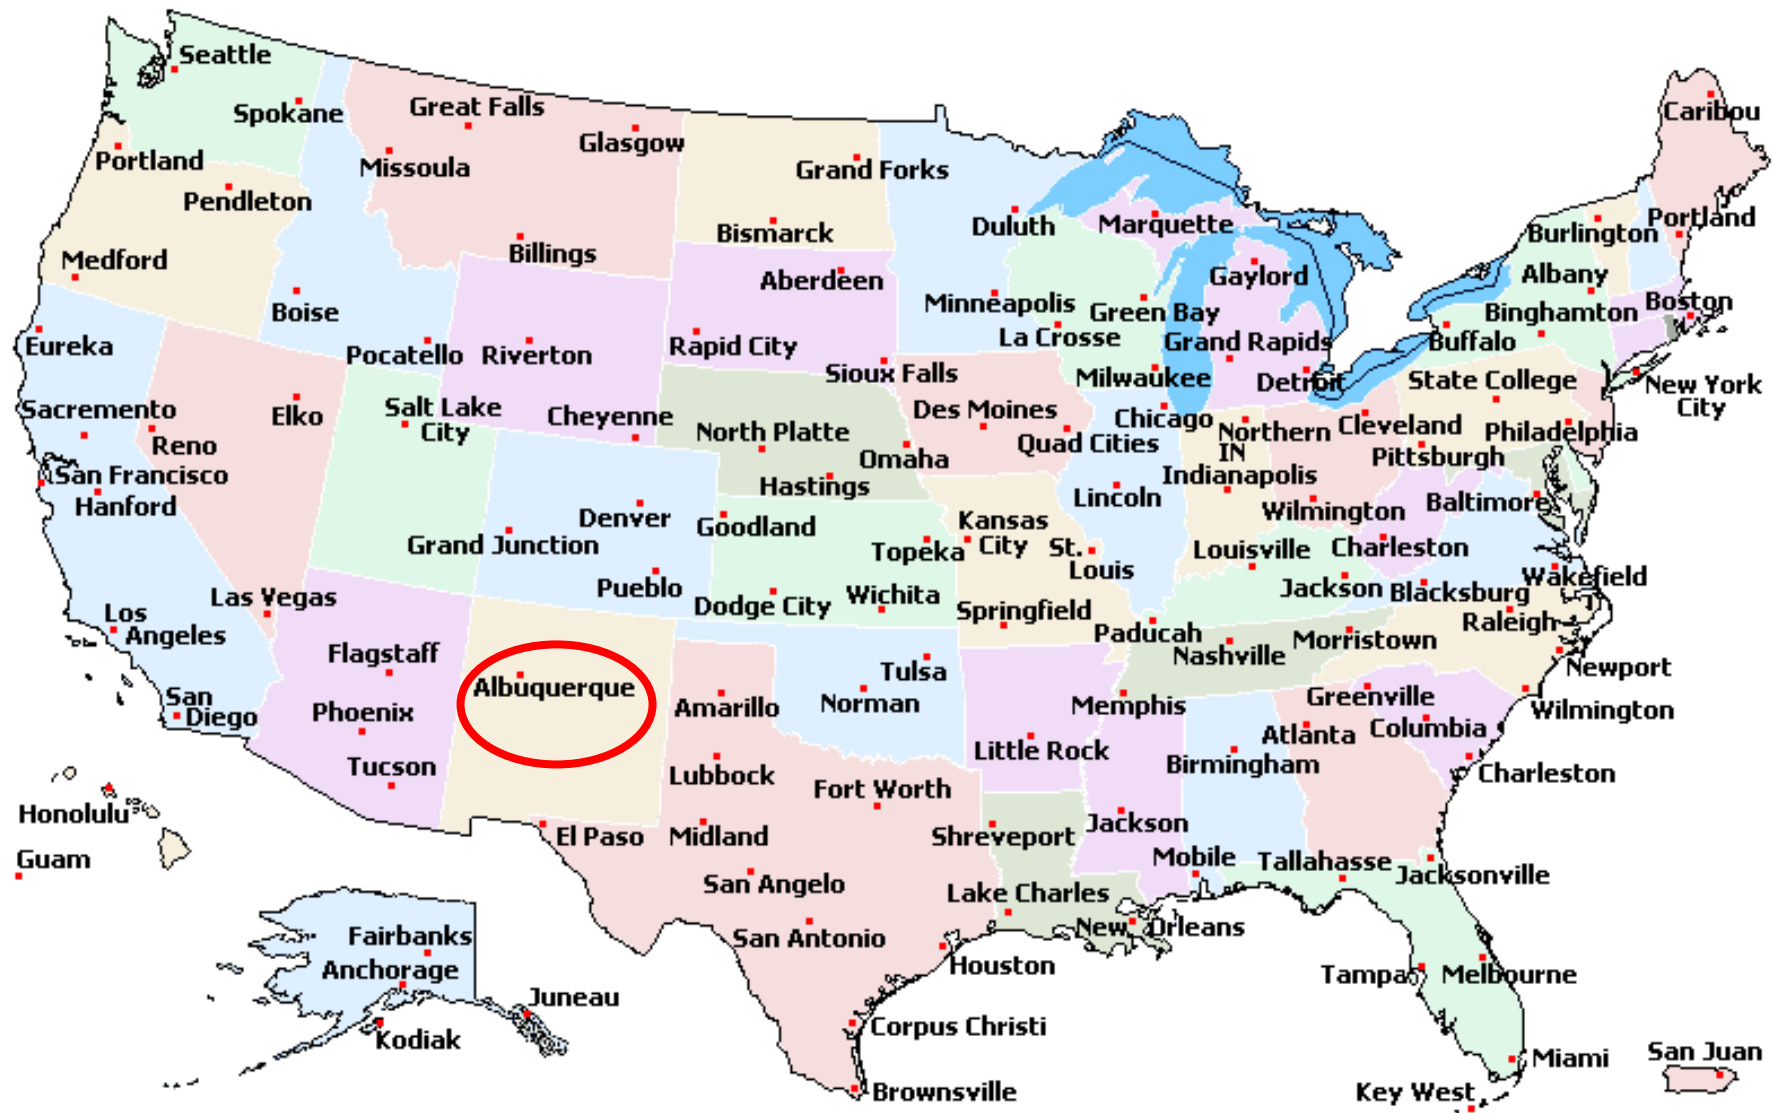 Seattle
Spokane
Great Falls
Glasgow
Missoula
Portland
Pendleton
Medford
Billings
Boise
Pocatello
Riverton
Cheyenne
Grand Forks
Bismarck
Aberdeen
Rapid City
Sioux Falls
Duluth
Minneapolis
Marquette
Gaylord
Green Bay
La Crosse
Grand Rapids
Milwaukee
Detroit
Caribou
Portland
Burlington
Albany
Boston
Binghamton
Buffalo
State College
New York
City
Philadelphia
Pittsburgh
Cleveland
Eureka
Sacremento
Reno
Elko
Salt Lake
City
San Francisco
Hanford
Las Vegas
Los
Angeles
San
Diego
Grand Junction
Denver
Pueblo
North Platte
Omaha
Hastings
Des Moines
Quad Cities
Chicago
Northern
IN
Indianapolis
Lincoln
Wilmington
Baltimore
Goodland
Topeka
Kansas
City
St.
Louis
Louisville
Charleston
Jackson
Blacksburg
Wakefield
Dodge City
Wichita
Springfield
Paducah
Nashville
Morristown
Raleigh
Newport
Wilmington
Flagstaff
Phoenix
Tucson
Albuquerque
Amarillo
Tulsa
Norman
Lubbock
Fort Worth
El Paso
Midland
San Angelo
San Antonio
Houston
Corpus Christi
Brownsville
Little Rock
Memphis
Greenville
Columbia
Atlanta
Birmingham
Charleston
Shreveport
Jackson
Mobile
Tallahasse
Jacksonville
Lake Charles
New Orleans
Tampa
Melbourne
Miami
Key West
San Juan
Honolulu
Guam
Fairbanks
Anchorage
Juneau
Kodiak